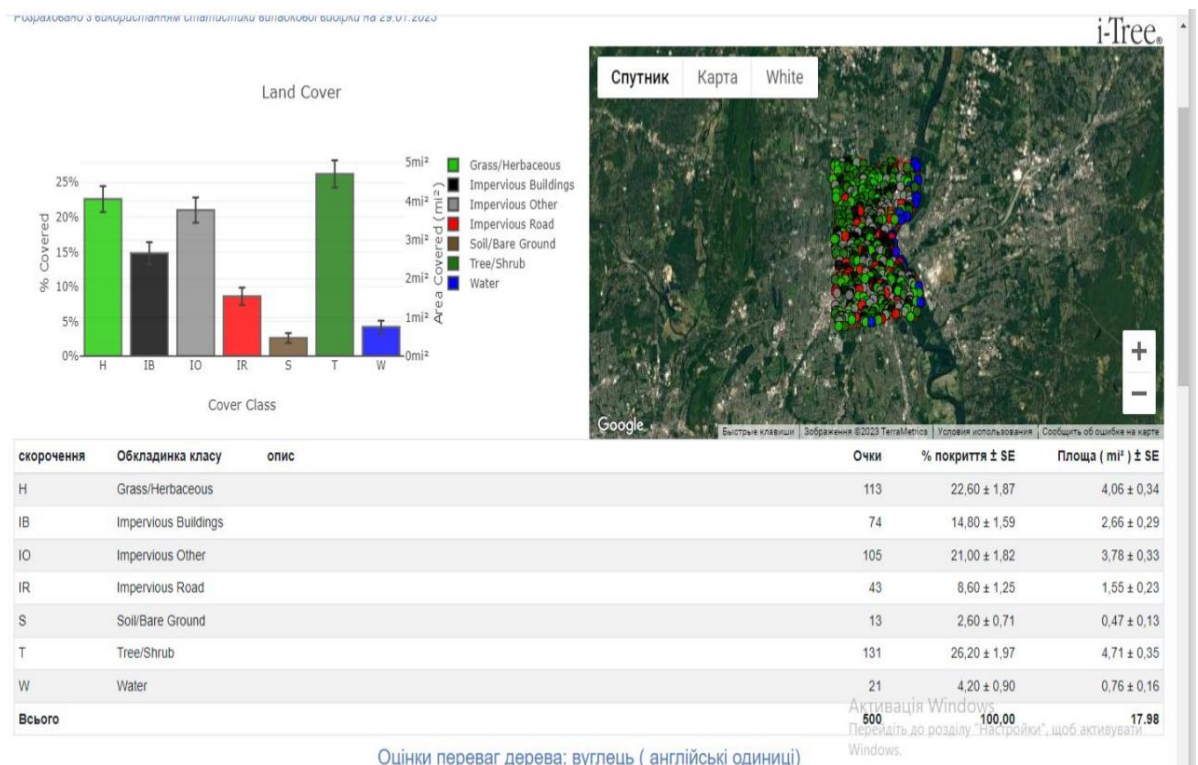 Розраховано з використанням статистики випадкової вибірки на 29.01.2023
i-Tree®
Land Cover
% Covered
25%
20%
15%
10%
5%
0%
H IB IO IR S T W
Cover Class
5mi²
4mi²
3mi²
2mi²
1mi²
0mi²
Area Covered (mi²)
Grass/Herbaceous
Impervious Buildings
Impervious Other
Impervious Road
Soil/Bare Ground
Tree/Shrub
Water
Спутник Карта White
+
−
Google
Быстрые клавиши Зображення ©2023 TerraMetrics Условия использования Сообщить об ошибке на карте
скорочення Обкладинка класу опис Очки % покриття ± SE Площа ( mi² ) ± SE
H Grass/Herbaceous 113 22,60 ± 1,87 4,06 ± 0,34
IB Impervious Buildings 74 14,80 ± 1,59 2,66 ± 0,29
IO Impervious Other 105 21,00 ± 1,82 3,78 ± 0,33
IR Impervious Road 43 8,60 ± 1,25 1,55 ± 0,23
S Soil/Bare Ground 13 2,60 ± 0,71 0,47 ± 0,13
T Tree/Shrub 131 26,20 ± 1,97 4,71 ± 0,35
W Water 21 4,20 ± 0,90 0,76 ± 0,16
Всього 500 100,00 17.98
Активація Windows
Перейдіть до розділу "Настройки", щоб активувати
Windows.
Оцінки переваг дерева: вуглець ( англійські одиниці)